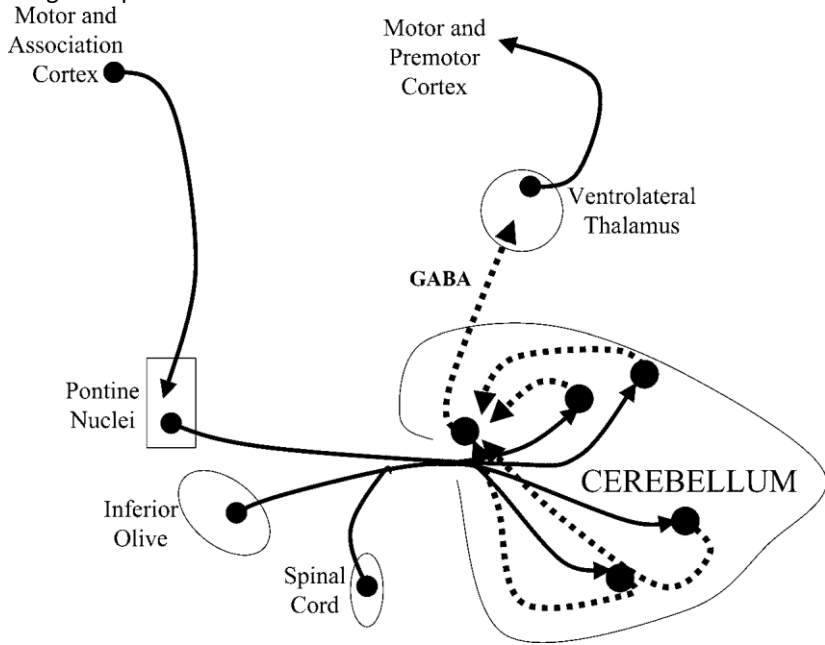 Motor and
Association
Cortex
Motor and
Premotor
Cortex
Ventrolateral
Thalamus
GABA
Pontine
Nuclei
CEREBELLUM
Inferior
Olive
Spinal
Cord